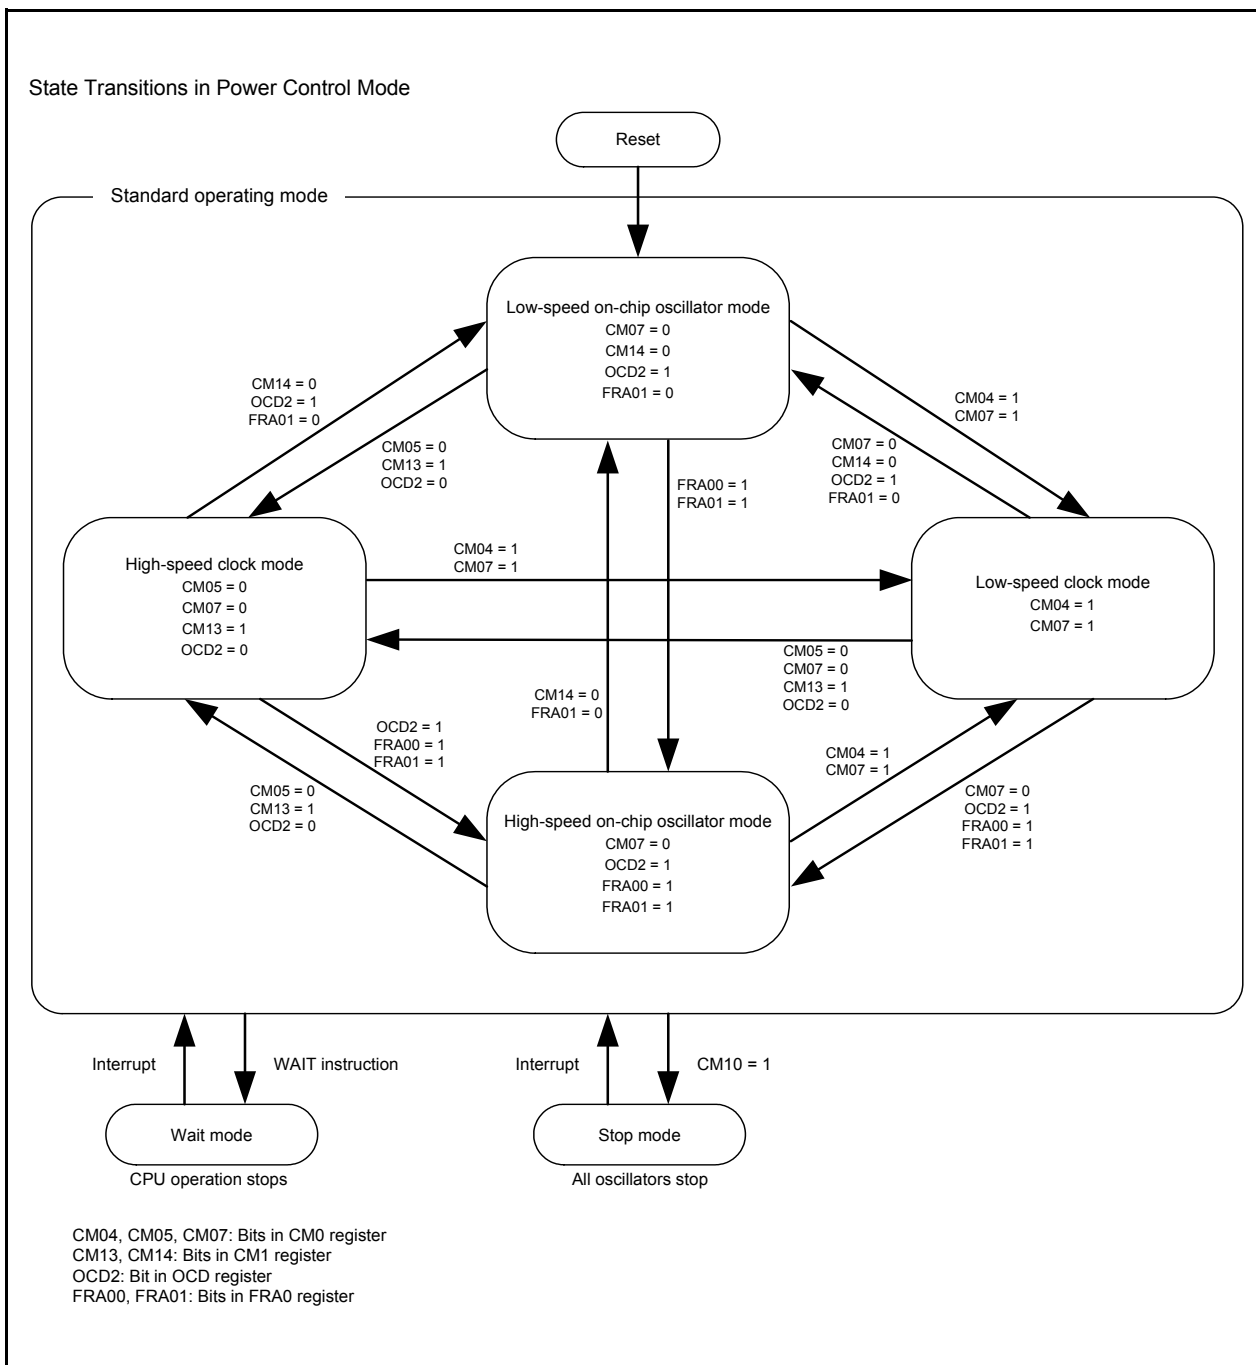 State Transitions in Power Control Mode
Reset
Standard operating mode
Low-speed on-chip oscillator mode
CM07 = 0
CM14 = 0
OCD2 = 1
FRA01 = 0
CM14 = 0
OCD2 = 1
FRA01 = 0
CM05 = 0
CM13 = 1
OCD2 = 0
FRA00 = 1
FRA01 = 1
CM07 = 0
CM14 = 0
OCD2 = 1
FRA01 = 0
CM04 = 1
CM07 = 1
High-speed clock mode
CM05 = 0
CM07 = 0
CM13 = 1
OCD2 = 0
CM04 = 1
CM07 = 1
Low-speed clock mode
CM04 = 1
CM07 = 1
CM05 = 0
CM07 = 0
CM13 = 1
OCD2 = 0
CM14 = 0
FRA01 = 0
OCD2 = 1
FRA00 = 1
FRA01 = 1
CM05 = 0
CM13 = 1
OCD2 = 0
CM04 = 1
CM07 = 1
CM07 = 0
OCD2 = 1
FRA00 = 1
FRA01 = 1
High-speed on-chip oscillator mode
CM07 = 0
OCD2 = 1
FRA00 = 1
FRA01 = 1
Interrupt
WAIT instruction
Interrupt
CM10 = 1
Wait mode
Stop mode
CPU operation stops
All oscillators stop
CM04, CM05, CM07: Bits in CM0 register
CM13, CM14: Bits in CM1 register
OCD2: Bit in OCD register
FRA00, FRA01: Bits in FRA0 register